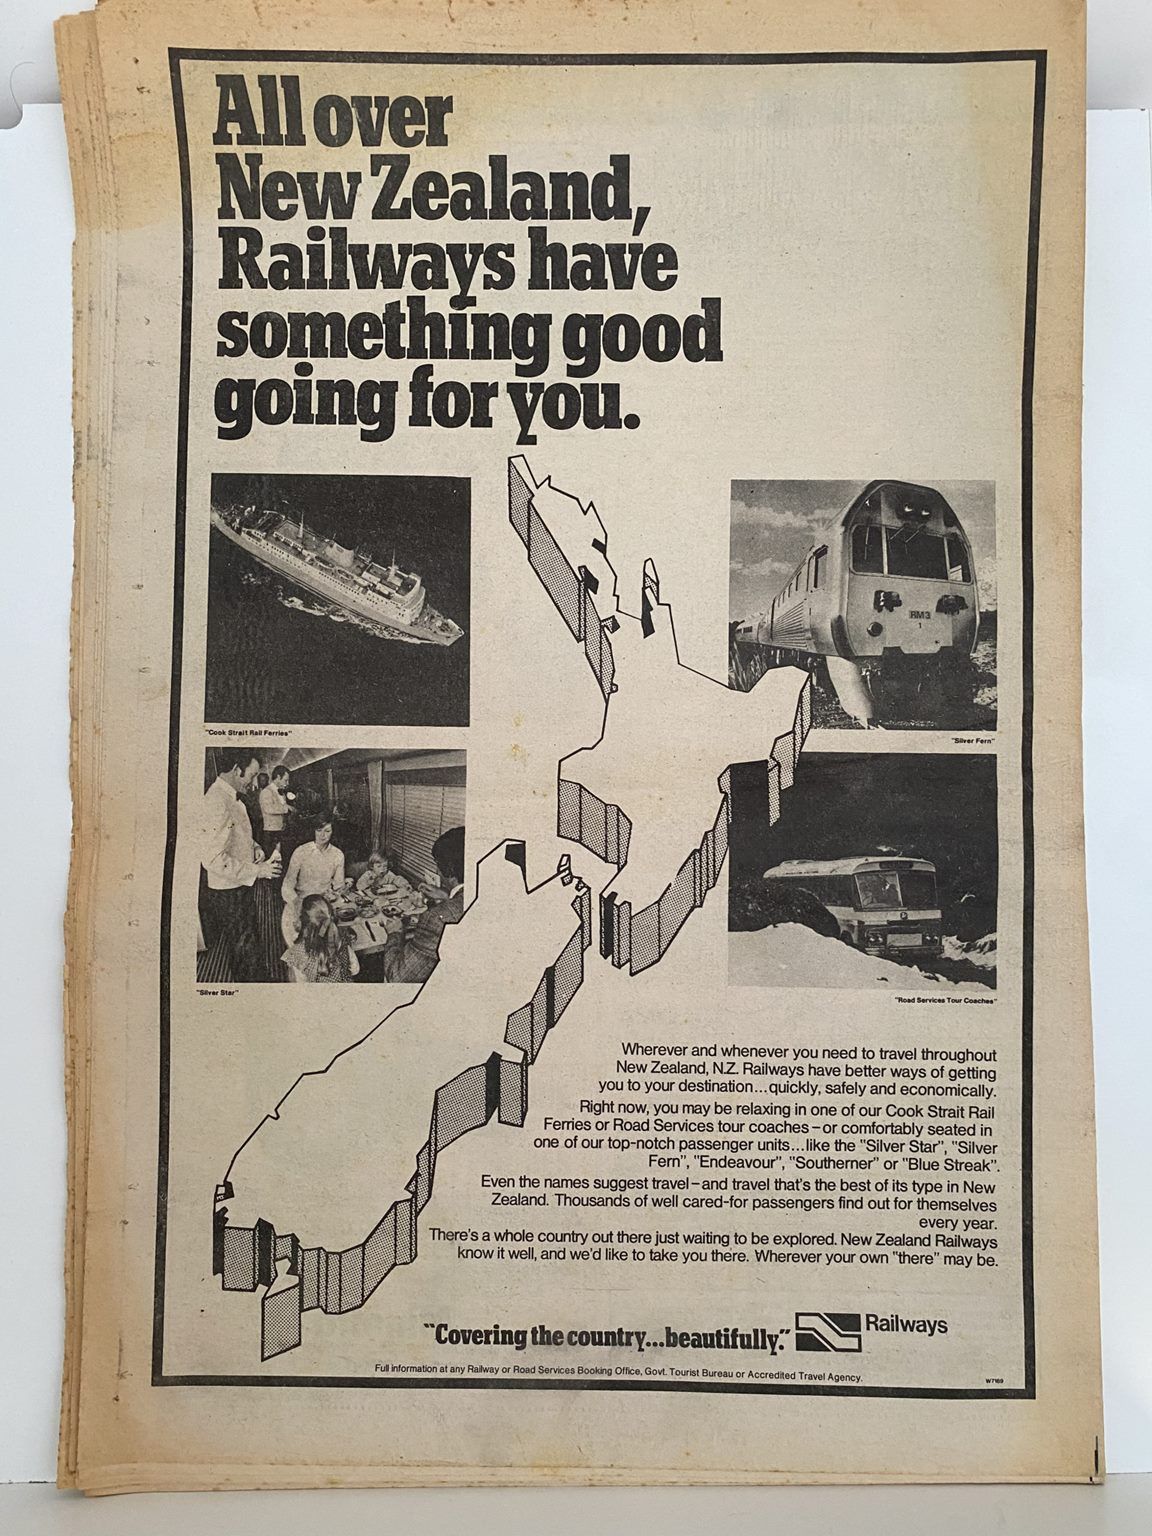 All over
New Zealand,
Railways have
something good
going for you.
RM3
1
"Cook Strait Rail Ferries"
"Silver Fern"
"Silver Star"
"Road Services Tour Coaches"
Wherever and whenever you need to travel throughout
New Zealand, N.Z. Railways have better ways of getting
you to your destination...quickly, safely and economically.
Right now, you may be relaxing in one of our Cook Strait Rail
Ferries or Road Services tour coaches–or comfortably seated in
one of our top-notch passenger units...like the "Silver Star", "Silver
Fern", "Endeavour", "Southerner" or "Blue Streak".
Even the names suggest travel–and travel that's the best of its type in New
Zealand. Thousands of well cared-for passengers find out for themselves
every year.
There's a whole country out there just waiting to be explored. New Zealand Railways
know it well, and we'd like to take you there. Wherever your own "there" may be.
"Covering the country...beautifully."
Railways
Full information at any Railway or Road Services Booking Office, Govt. Tourist Bureau or Accredited Travel Agency.
W7169